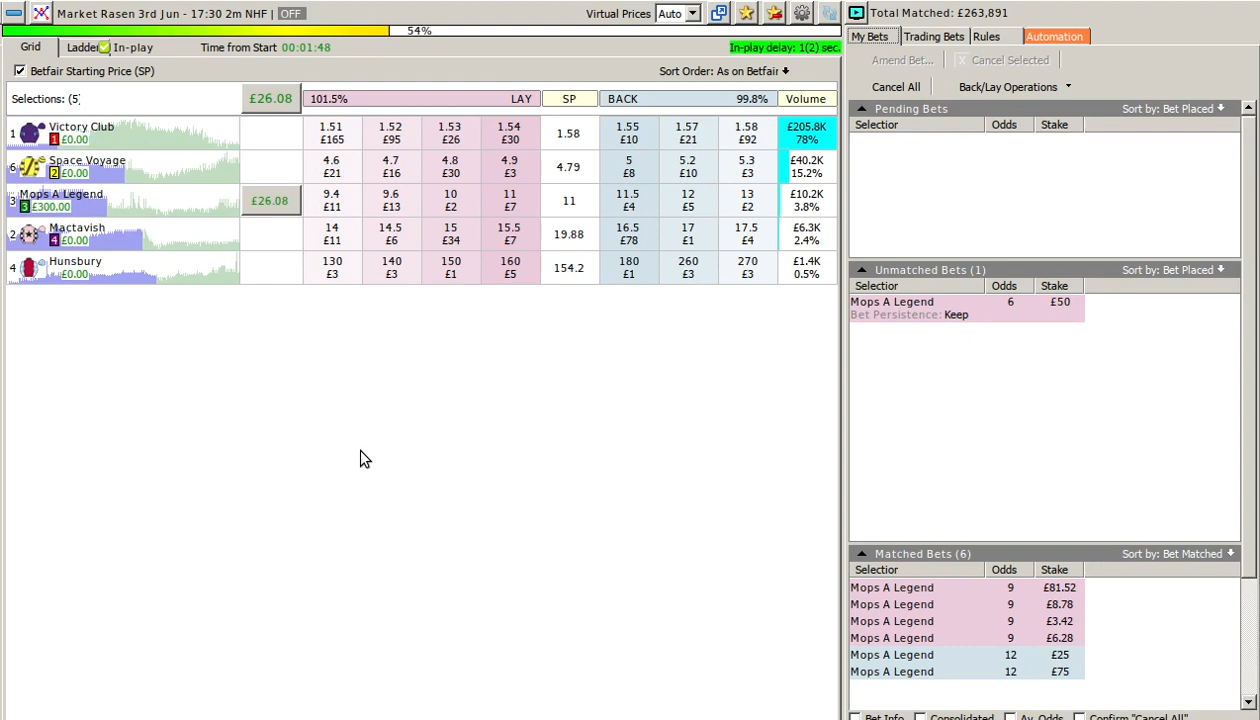 Market Rasen 3rd Jun - 17:30 2m NHF | OFF
Virtual Prices Auto
54%
Grid Ladder In-play Time from Start 00:01:48 In-play delay: 1(2) sec.
Betfair Starting Price (SP) Sort Order: As on Betfair
Selections: (5) £26.08 101.5% LAY SP BACK 99.8% Volume
1 Victory Club 1.51 1.52 1.53 1.54 1.58 1.55 1.57 1.58 £205.8K
1 £0.00 £165 £95 £26 £30 £10 £21 £92 78%
6 Space Voyage 4.6 4.7 4.8 4.9 4.79 5 5.2 5.3 £40.2K
2 £0.00 £21 £16 £30 £3 £8 £10 £3 15.2%
3 Mops A Legend £26.08 9.4 9.6 10 11 11 11.5 12 13 £10.2K
3 £300.00 £11 £13 £2 £7 £4 £5 £2 3.8%
2 Mactavish 14 14.5 15 15.5 19.88 16.5 17 17.5 £6.3K
4 £0.00 £11 £6 £34 £7 £78 £1 £4 2.4%
4 Hunsbury 130 140 150 160 154.2 180 260 270 £1.4K
£0.00 £3 £3 £1 £5 £1 £3 £3 0.5%
Total Matched: £263,891
My Bets Trading Bets Rules Automation
Amend Bet... X Cancel Selected
Cancel All Back/Lay Operations
Pending Bets Sort by: Bet Placed
Selectior Odds Stake
Unmatched Bets (1) Sort by: Bet Placed
Selectior Odds Stake
Mops A Legend 6 £50
Bet Persistence: Keep
Matched Bets (6) Sort by: Bet Matched
Selectior Odds Stake
Mops A Legend 9 £81.52
Mops A Legend 9 £8.78
Mops A Legend 9 £3.42
Mops A Legend 9 £6.28
Mops A Legend 12 £25
Mops A Legend 12 £75
Bet Info Consolidated Av. Odds Confirm "Cancel All"